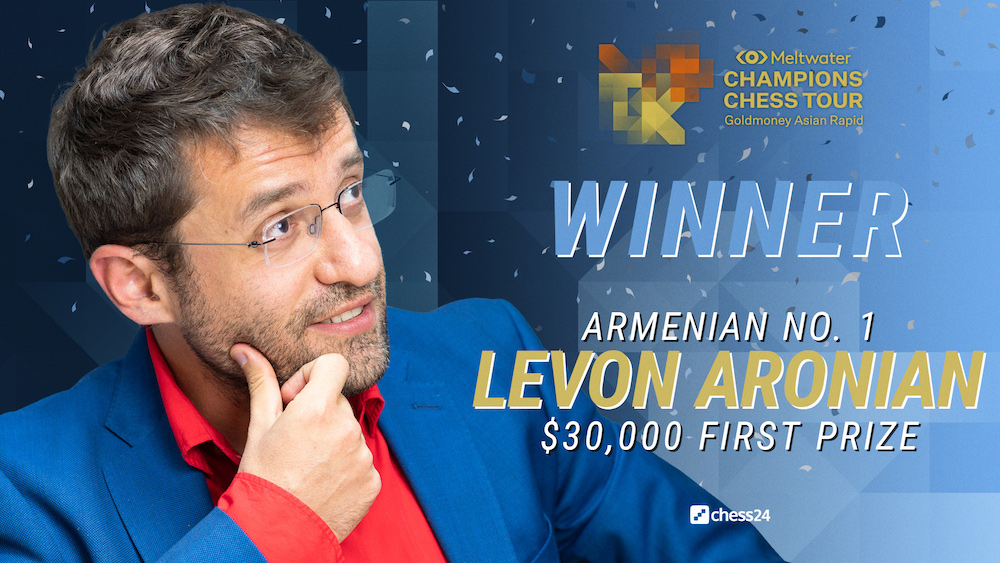 Meltwater
CHAMPIONS
CHESS TOUR
Goldmoney Asian Rapid
WINNER
ARMENIAN NO. 1
LEVON ARONIAN
$30,000 FIRST PRIZE
chess24